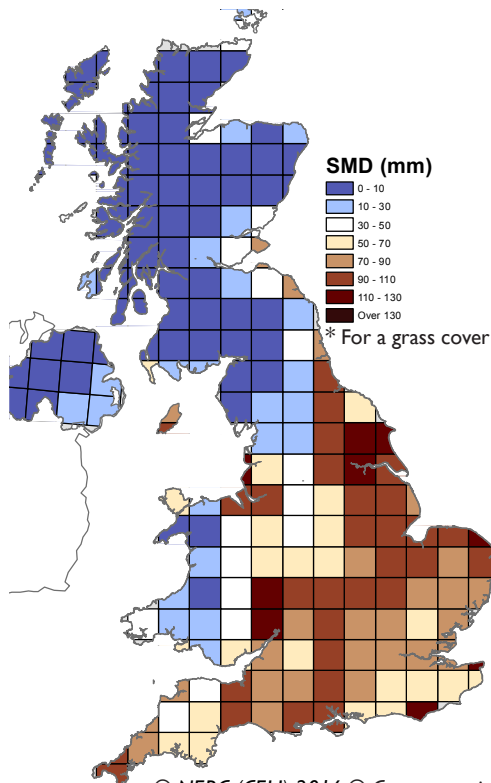 SMD (mm)
0 - 10
10 - 30
30 - 50
50 - 70
70 - 90
90 - 110
110 - 130
Over 130
* For a grass cover
© NERC (CEH) 2016 ©